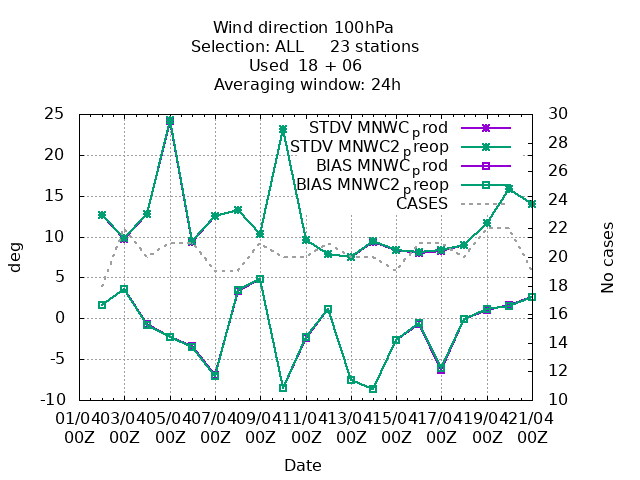 Wind direction 100hPa
Selection: ALL 23 stations
Used 18 + 06
Averaging window: 24h
25
20
15
10
5
0
-5
-10
deg
30
28
26
24
22
20
18
16
14
12
10
No cases
STDV MNWC_prod
STDV MNWC2_preop
BIAS MNWC_prod
BIAS MNWC2_preop
CASES
01/04 03/04 05/04 07/04 09/04 11/04 13/04 15/04 17/04 19/04 21/04
00Z 00Z 00Z 00Z 00Z 00Z 00Z 00Z 00Z 00Z 00Z
Date